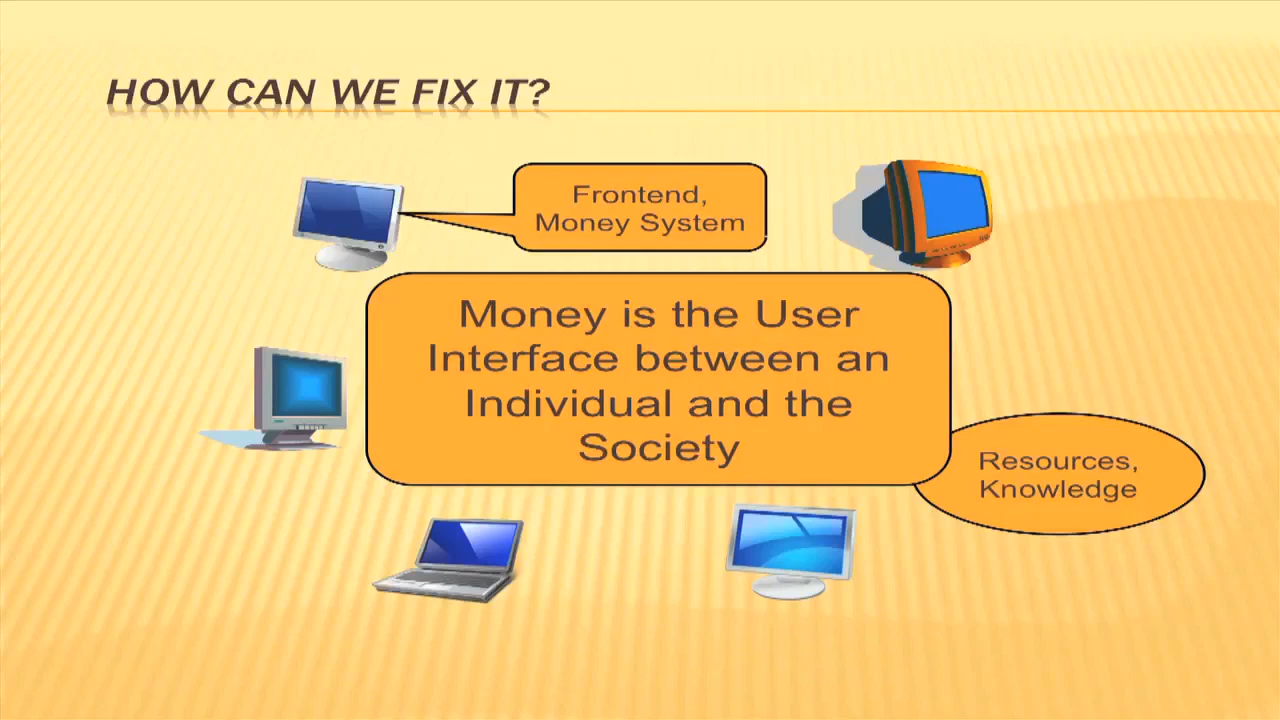 HOW CAN WE FIX IT?
Frontend,
Money System
Money is the User
Interface between an
Individual and the
Society
Resources,
Knowledge